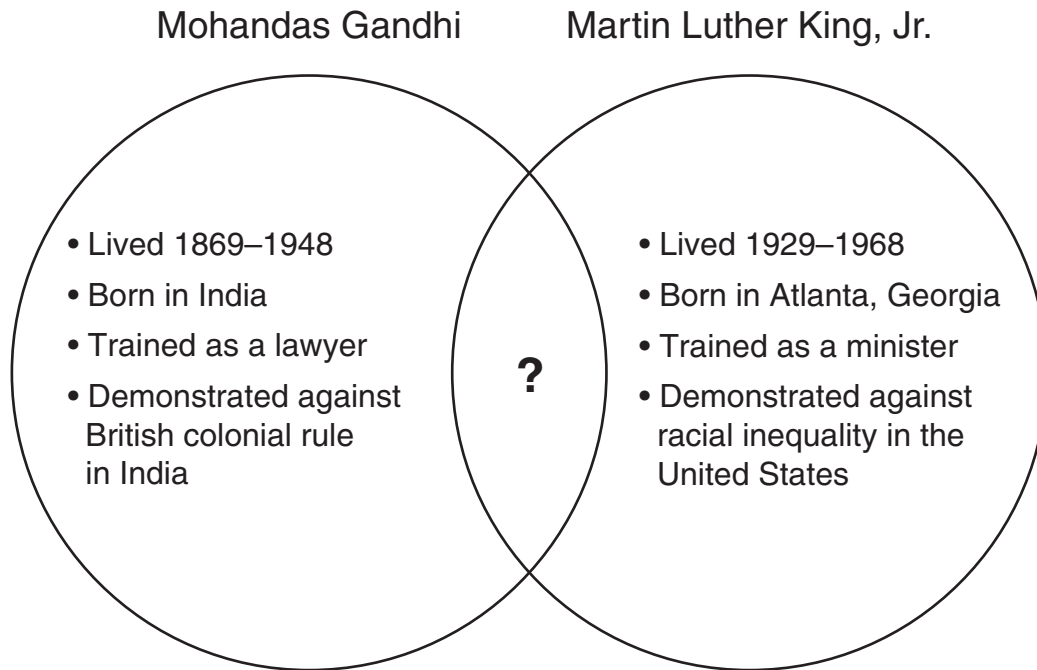 Mohandas Gandhi
Martin Luther King, Jr.
• Lived 1869–1948
• Born in India
• Trained as a lawyer
• Demonstrated against
British colonial rule
in India
?
• Lived 1929–1968
• Born in Atlanta, Georgia
• Trained as a minister
• Demonstrated against
racial inequality in the
United States